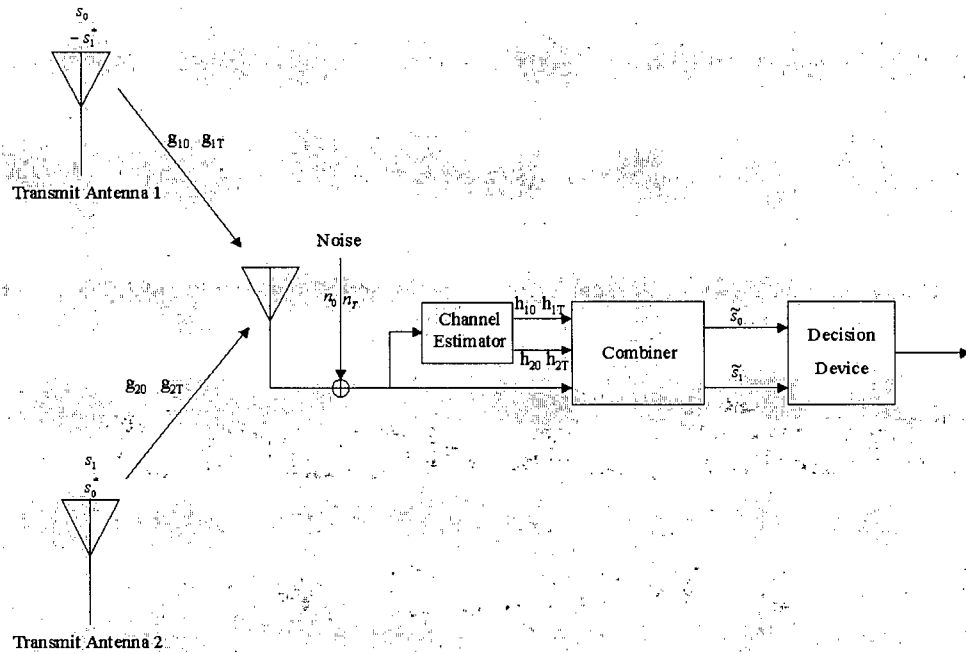 s₀
- s₁*
g₁₀ g₁T
Transmit Antenna 1
Noise
n₀ n_T
Channel
Estimator
h₁₀ h₁T
h₂₀ h₂T
Combiner
s̃₀
s̃₁
Decision
Device
g₂₀ g₂T
s₁
s₀*
Transmit Antenna 2